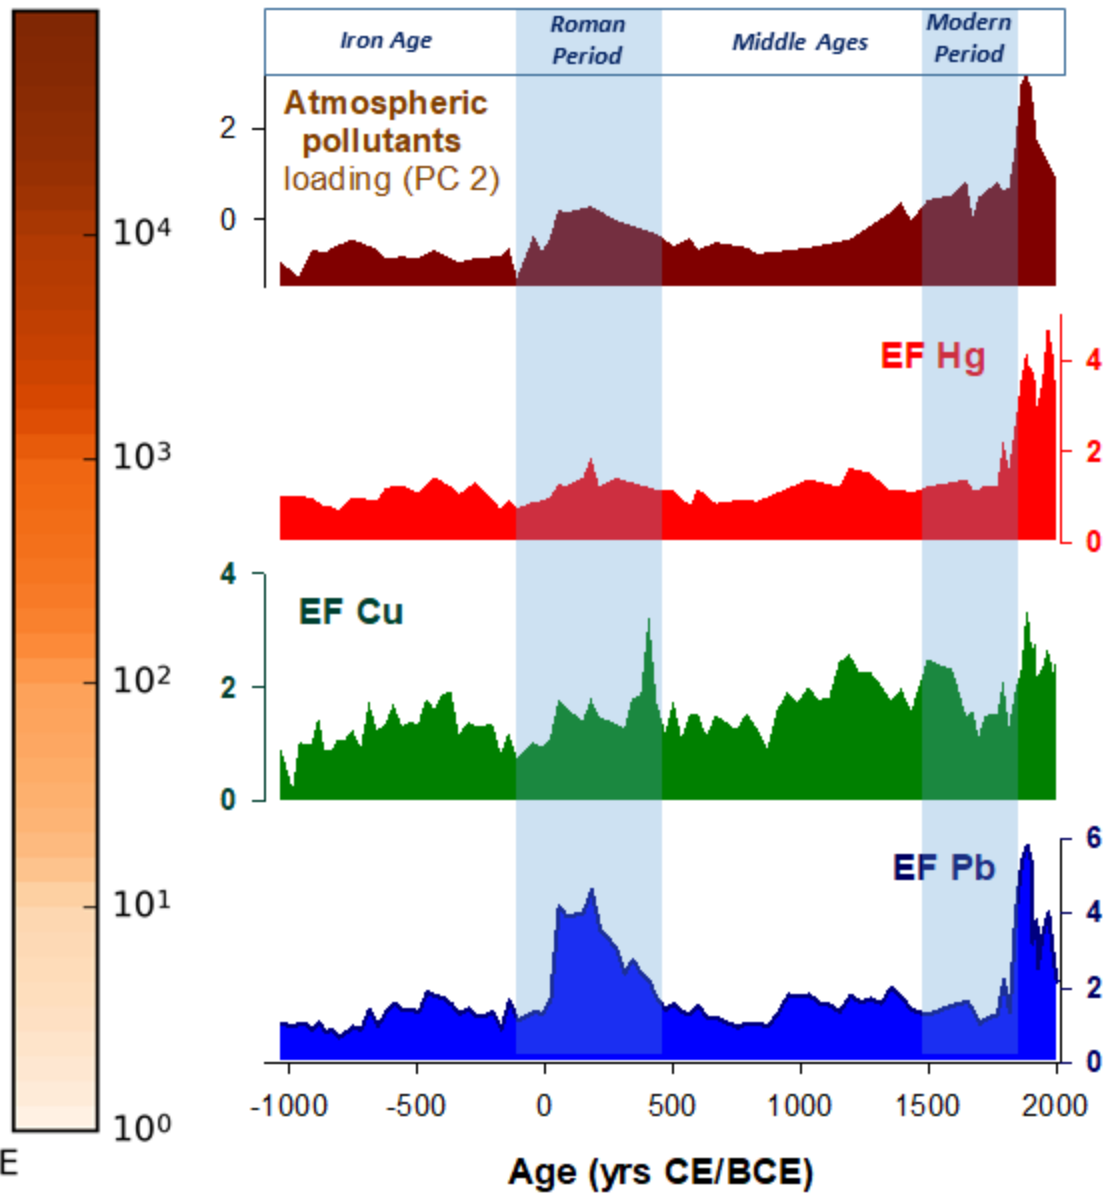 Iron Age
Roman
Period
Middle Ages
Modern
Period
Atmospheric
pollutants
loading (PC 2)
2
0
10⁴
10³
10²
10¹
10⁰
E
EF Hg
4
2
0
EF Cu
4
2
0
EF Pb
6
4
2
0
-1000 -500 0 500 1000 1500 2000
Age (yrs CE/BCE)